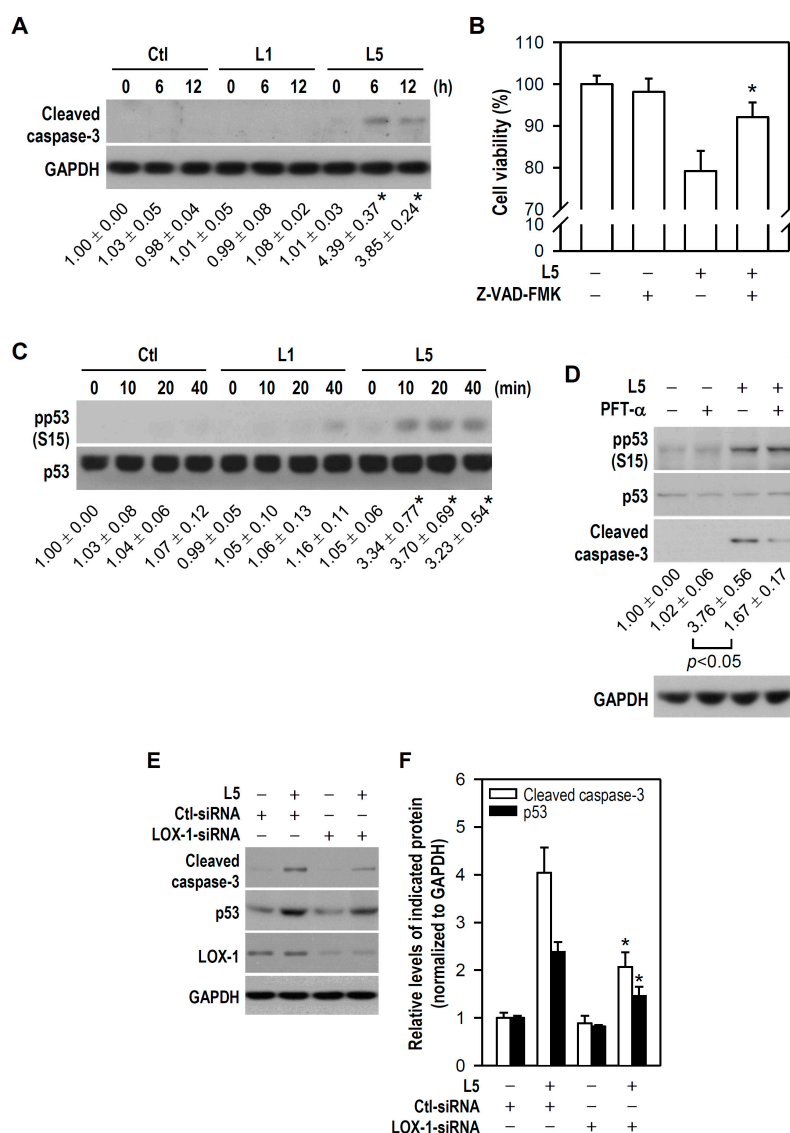 A
Ctl L1 L5
0 6 12 0 6 12 0 6 12 (h)
Cleaved
caspase-3
GAPDH
1.00 ± 0.00
1.03 ± 0.05
0.98 ± 0.04
1.01 ± 0.05
0.99 ± 0.08
1.08 ± 0.02
1.01 ± 0.03
4.39 ± 0.37*
3.85 ± 0.24*
B
Cell viability (%)
110
100
90
80
70
10
0
*
L5 − − + +
Z-VAD-FMK − + − +
C
Ctl L1 L5
0 10 20 40 0 10 20 40 0 10 20 40 (min)
pp53
(S15)
p53
1.00 ± 0.00
1.03 ± 0.08
1.04 ± 0.06
1.07 ± 0.12
0.99 ± 0.05
1.05 ± 0.10
1.06 ± 0.13
1.16 ± 0.11
1.05 ± 0.06
3.34 ± 0.77*
3.70 ± 0.69*
3.23 ± 0.54*
D
L5 − − + +
PFT-α − + − +
pp53
(S15)
p53
Cleaved
caspase-3
1.00 ± 0.00
1.02 ± 0.06
3.76 ± 0.56
1.67 ± 0.17
p<0.05
GAPDH
E
L5 − + − +
Ctl-siRNA + + − −
LOX-1-siRNA − − + +
Cleaved
caspase-3
p53
LOX-1
GAPDH
F
Relative levels of indicated protein
(normalized to GAPDH)
6
5
4
3
2
1
0
Cleaved caspase-3
p53
*
*
L5 − + − +
Ctl-siRNA + + − −
LOX-1-siRNA − − + +